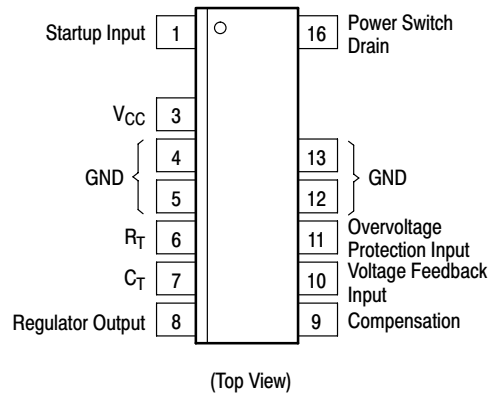 Startup Input 1 16 Power Switch
Drain
VCC 3
4 13
GND GND
5 12
RT 6 11 Overvoltage
Protection Input
CT 7 10 Voltage Feedback
Input
Regulator Output 8 9 Compensation
(Top View)